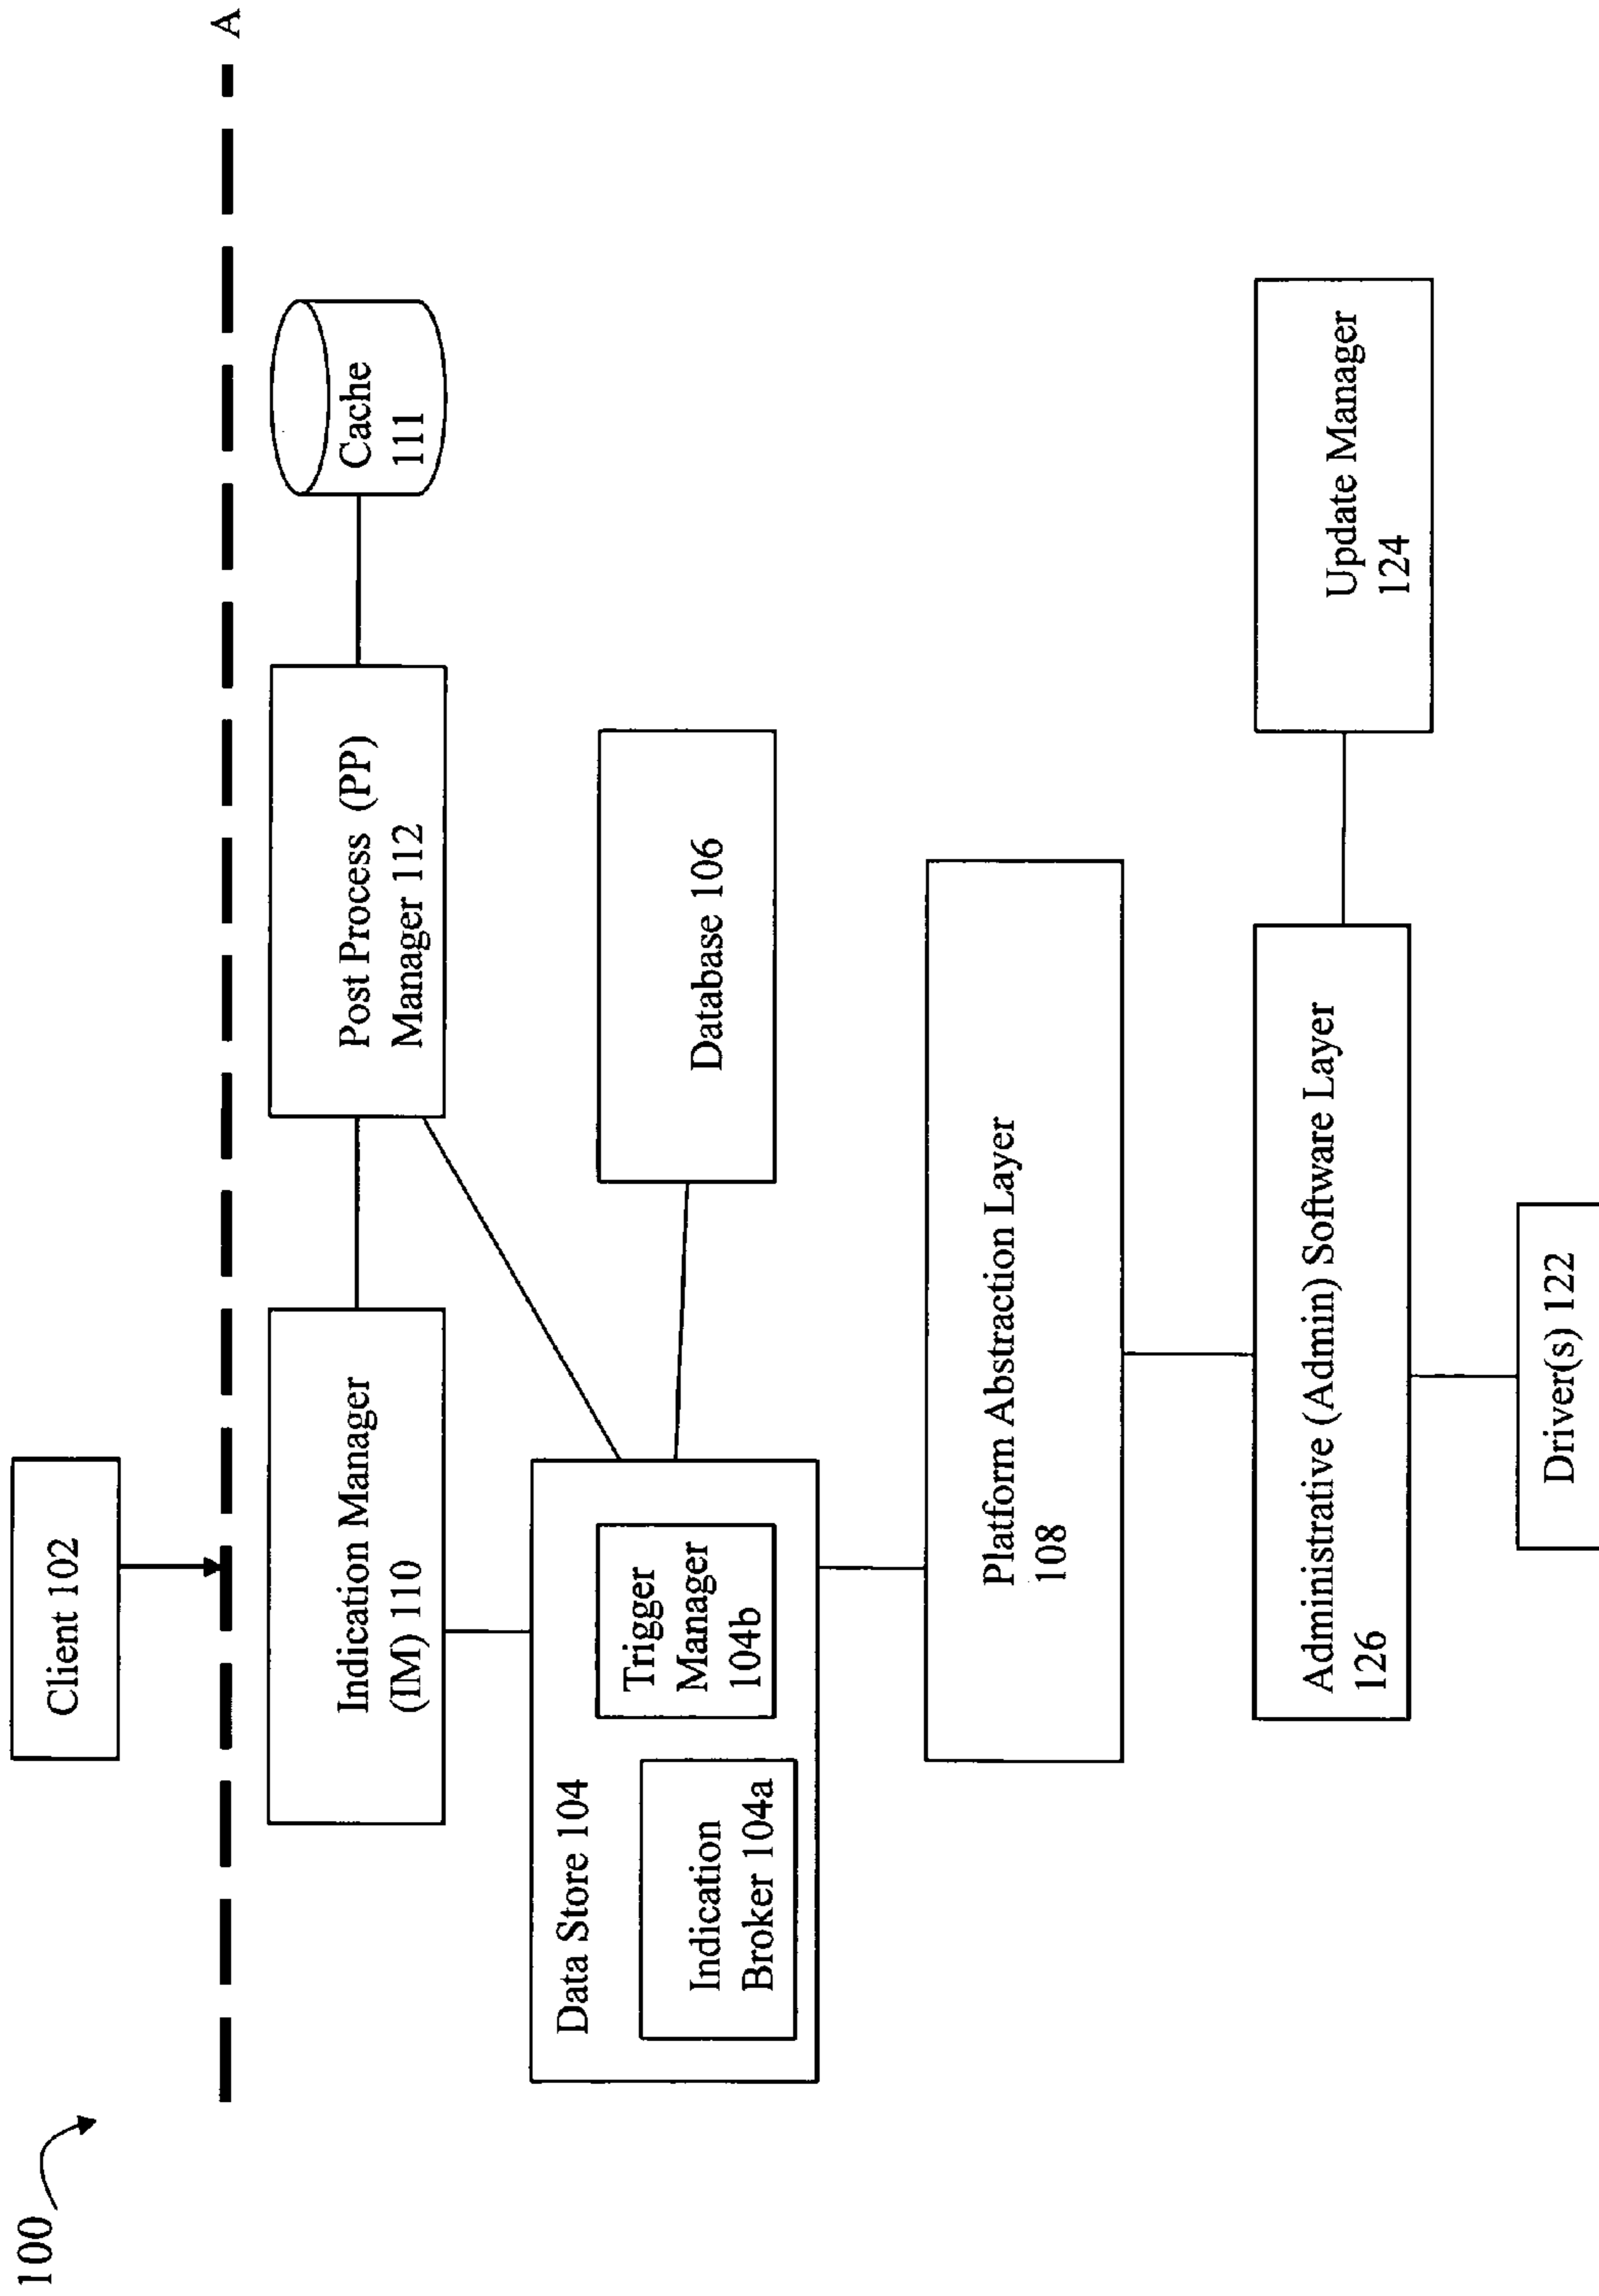 100
Client 102
A
Indication Manager
(IM) 110
Post Process (PP)
Manager 112
Cache
111
Data Store 104
Indication
Broker 104a
Trigger
Manager
104b
Database 106
Platform Abstraction Layer
108
Administrative (Admin) Software Layer
126
Update Manager
124
Driver(s) 122